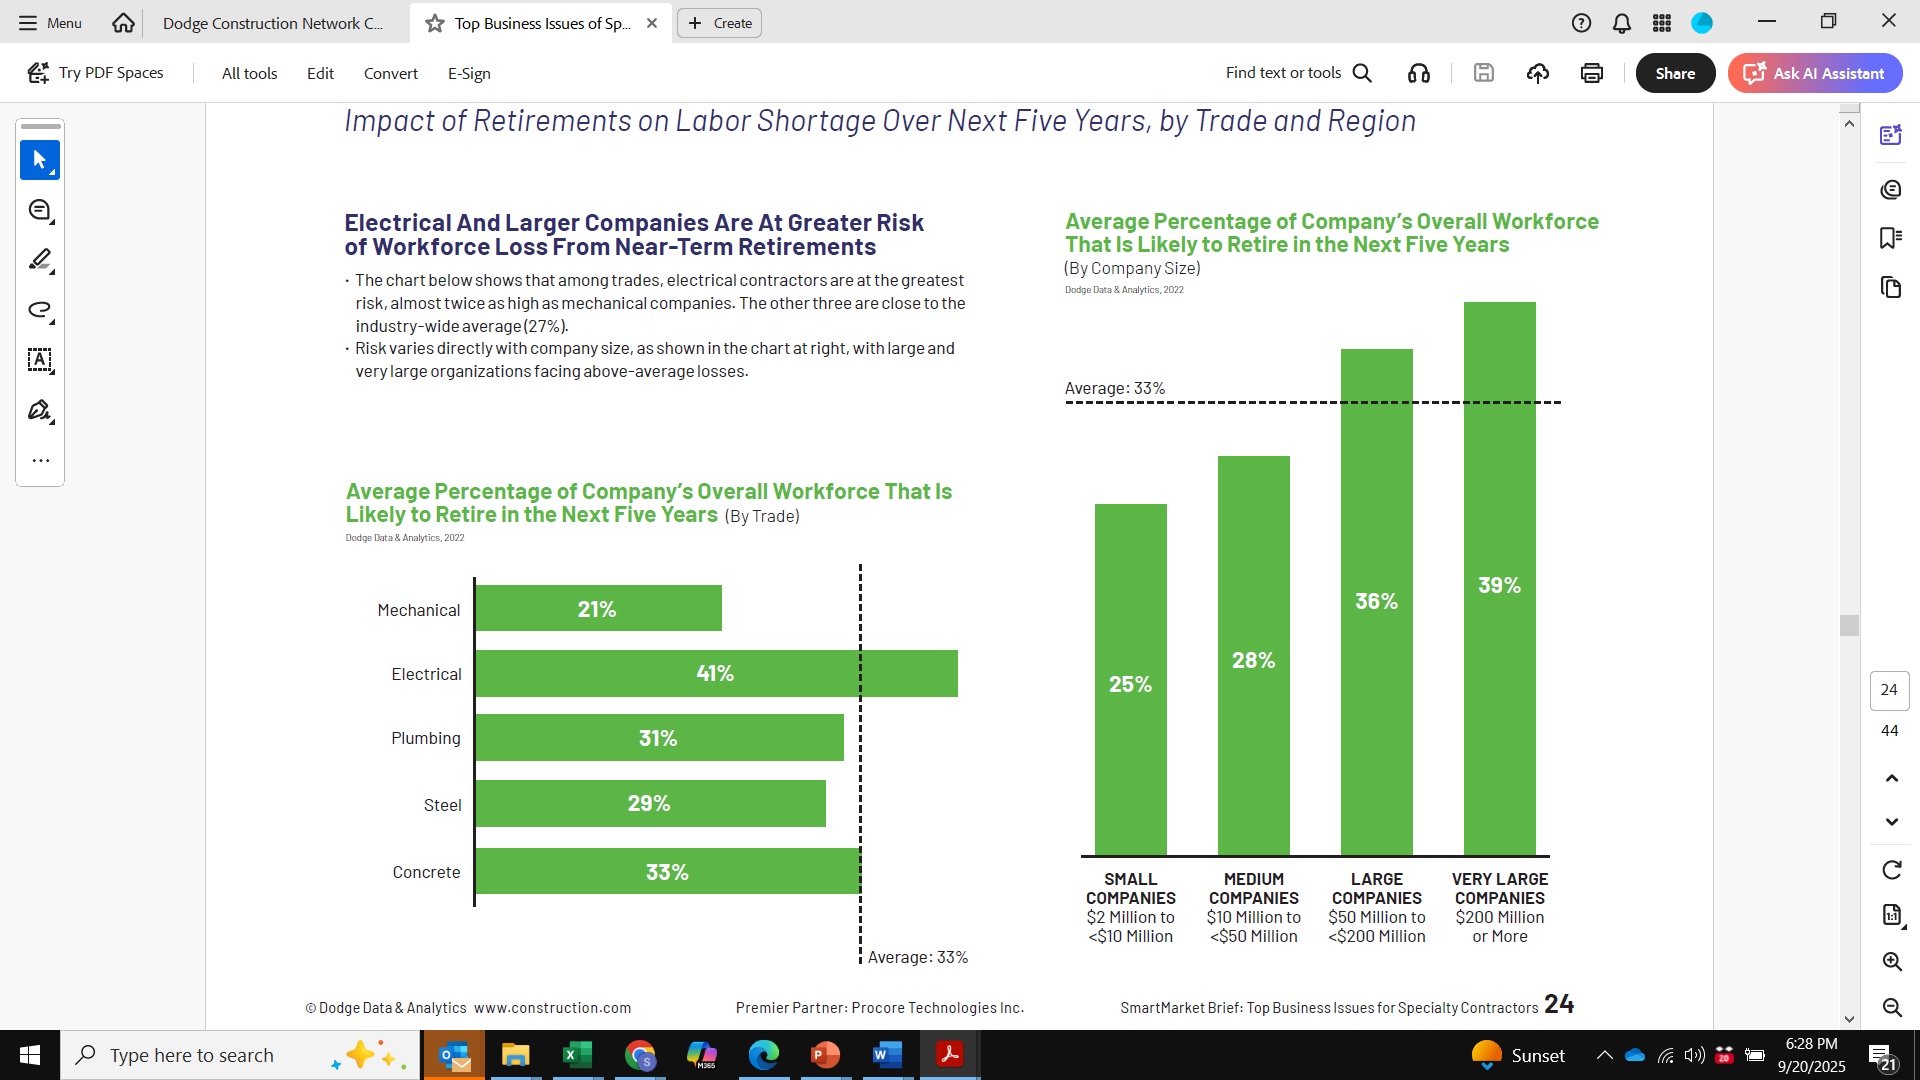 Menu
Dodge Construction Network C...
Top Business Issues of Sp...
Create
Try PDF Spaces
All tools
Edit
Convert
E-Sign
Find text or tools
Share
Ask AI Assistant
Impact of Retirements on Labor Shortage Over Next Five Years, by Trade and Region
Electrical And Larger Companies Are At Greater Risk
of Workforce Loss From Near-Term Retirements
· The chart below shows that among trades, electrical contractors are at the greatest
risk, almost twice as high as mechanical companies. The other three are close to the
industry-wide average (27%).
· Risk varies directly with company size, as shown in the chart at right, with large and
very large organizations facing above-average losses.
Average Percentage of Company's Overall Workforce That Is
Likely to Retire in the Next Five Years (By Trade)
Dodge Data & Analytics, 2022
Mechanical 21%
Electrical 41%
Plumbing 31%
Steel 29%
Concrete 33%
Average: 33%
Average Percentage of Company's Overall Workforce
That Is Likely to Retire in the Next Five Years
(By Company Size)
Dodge Data & Analytics, 2022
Average: 33%
25%
28%
36%
39%
SMALL
COMPANIES
$2 Million to
<$10 Million
MEDIUM
COMPANIES
$10 Million to
<$50 Million
LARGE
COMPANIES
$50 Million to
<$200 Million
VERY LARGE
COMPANIES
$200 Million
or More
© Dodge Data & Analytics www.construction.com
Premier Partner: Procore Technologies Inc.
SmartMarket Brief: Top Business Issues for Specialty Contractors 24
24
44
1:1
Type here to search
M365
Sunset
20
6:28 PM
9/20/2025
21